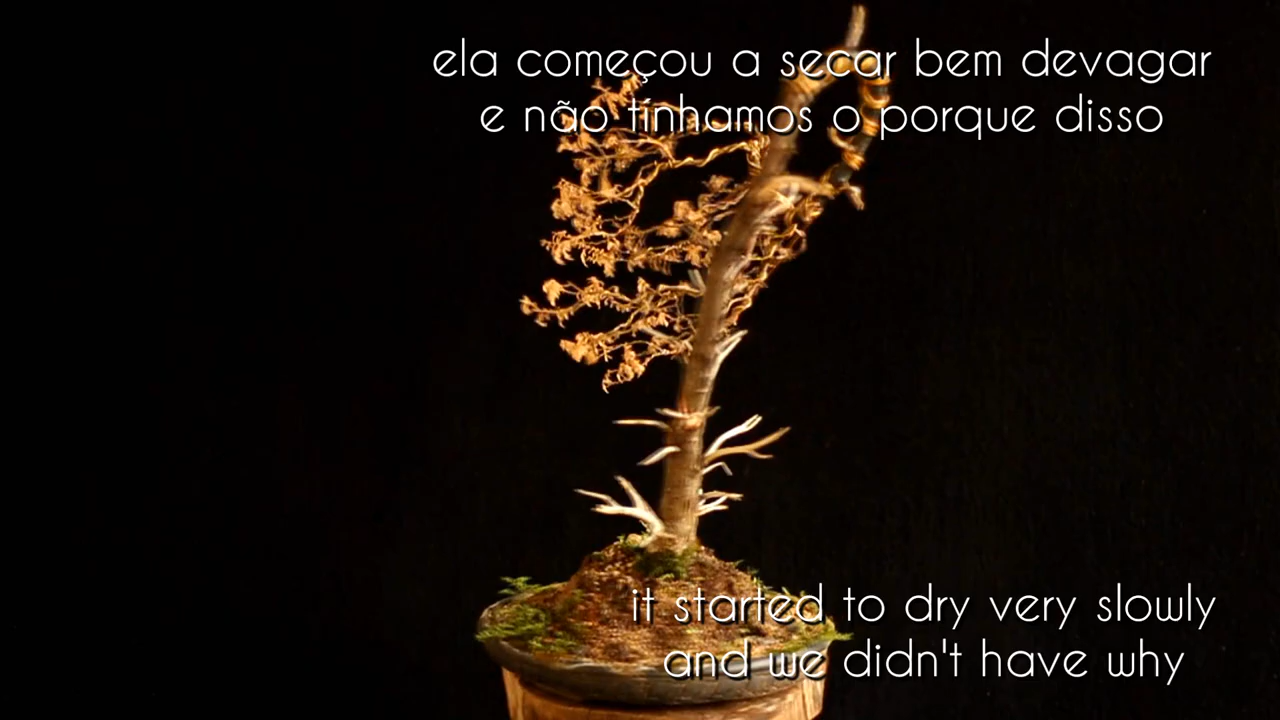 ela começou a secar bem devagar
e não tínhamos o porque disso
it started to dry very slowly
and we didn't have why